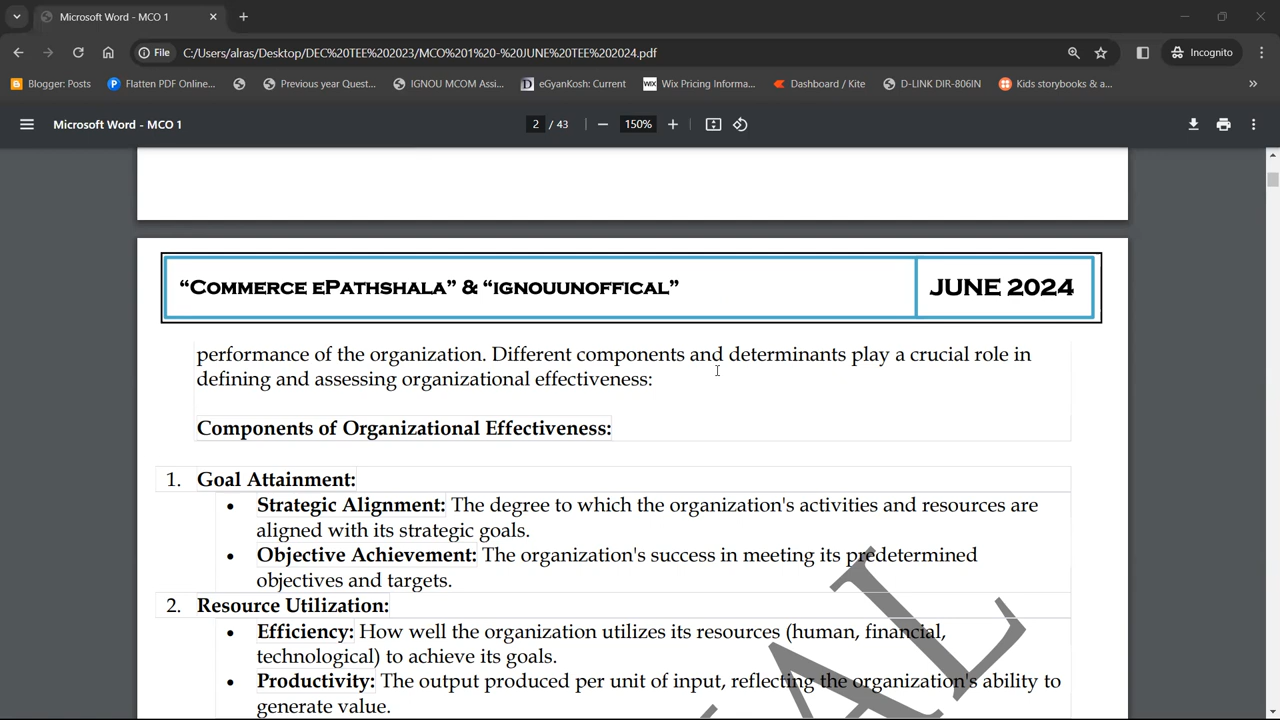 Microsoft Word - MCO 1
File C:/Users/alras/Desktop/DEC%20TEE%202023/MCO%201%20-%20JUNE%20TEE%202024.pdf Incognito
Blogger: Posts Flatten PDF Online... Previous year Quest... IGNOU MCOM Assi... eGyanKosh: Current WIX Wix Pricing Informa... Dashboard / Kite D-LINK DIR-806IN Kids storybooks & a...
Microsoft Word - MCO 1 2 / 43 150%
“Commerce ePathshala” & “ignouunoffical” JUNE 2024
performance of the organization. Different components and determinants play a crucial role in
defining and assessing organizational effectiveness:
Components of Organizational Effectiveness:
1. Goal Attainment:
• Strategic Alignment: The degree to which the organization's activities and resources are
aligned with its strategic goals.
• Objective Achievement: The organization's success in meeting its predetermined
objectives and targets.
2. Resource Utilization:
• Efficiency: How well the organization utilizes its resources (human, financial,
technological) to achieve its goals.
• Productivity: The output produced per unit of input, reflecting the organization's ability to
generate value.
AL